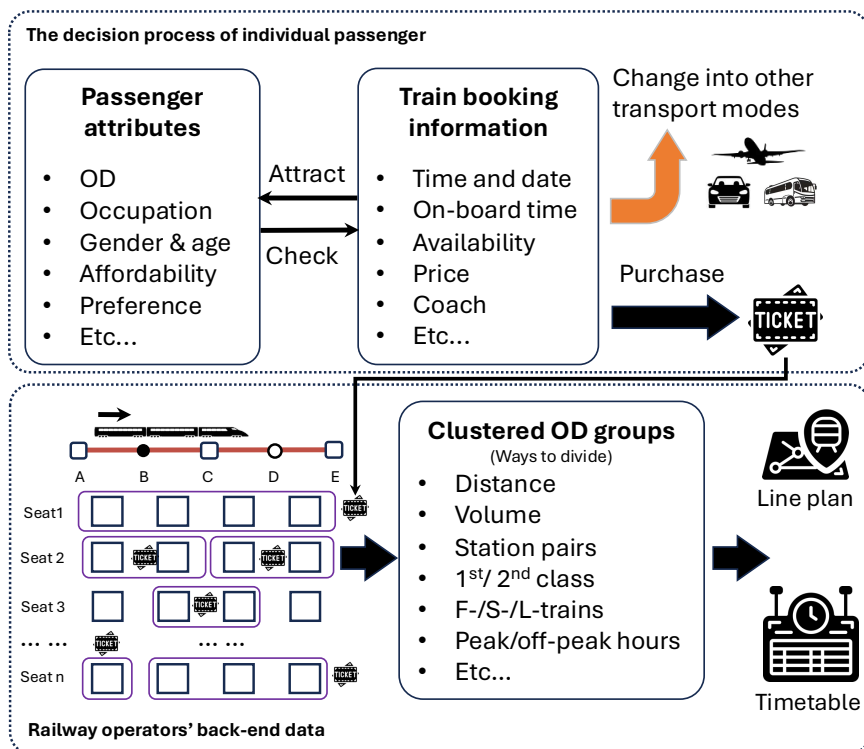 The decision process of individual passenger
Passenger
attributes
• OD
• Occupation
• Gender & age
• Affordability
• Preference
• Etc...
Attract
Check
Train booking
information
• Time and date
• On-board time
• Availability
• Price
• Coach
• Etc...
Change into other
transport modes
Purchase
TICKET
A B C D E
Seat1
TICKET
Seat 2
TICKET
TICKET
Seat 3
TICKET
... ...
TICKET
... ...
Seat n
TICKET
Railway operators' back-end data
Clustered OD groups
(Ways to divide)
• Distance
• Volume
• Station pairs
• 1st/ 2nd class
• F-/S-/L-trains
• Peak/off-peak hours
• Etc...
Line plan
Timetable